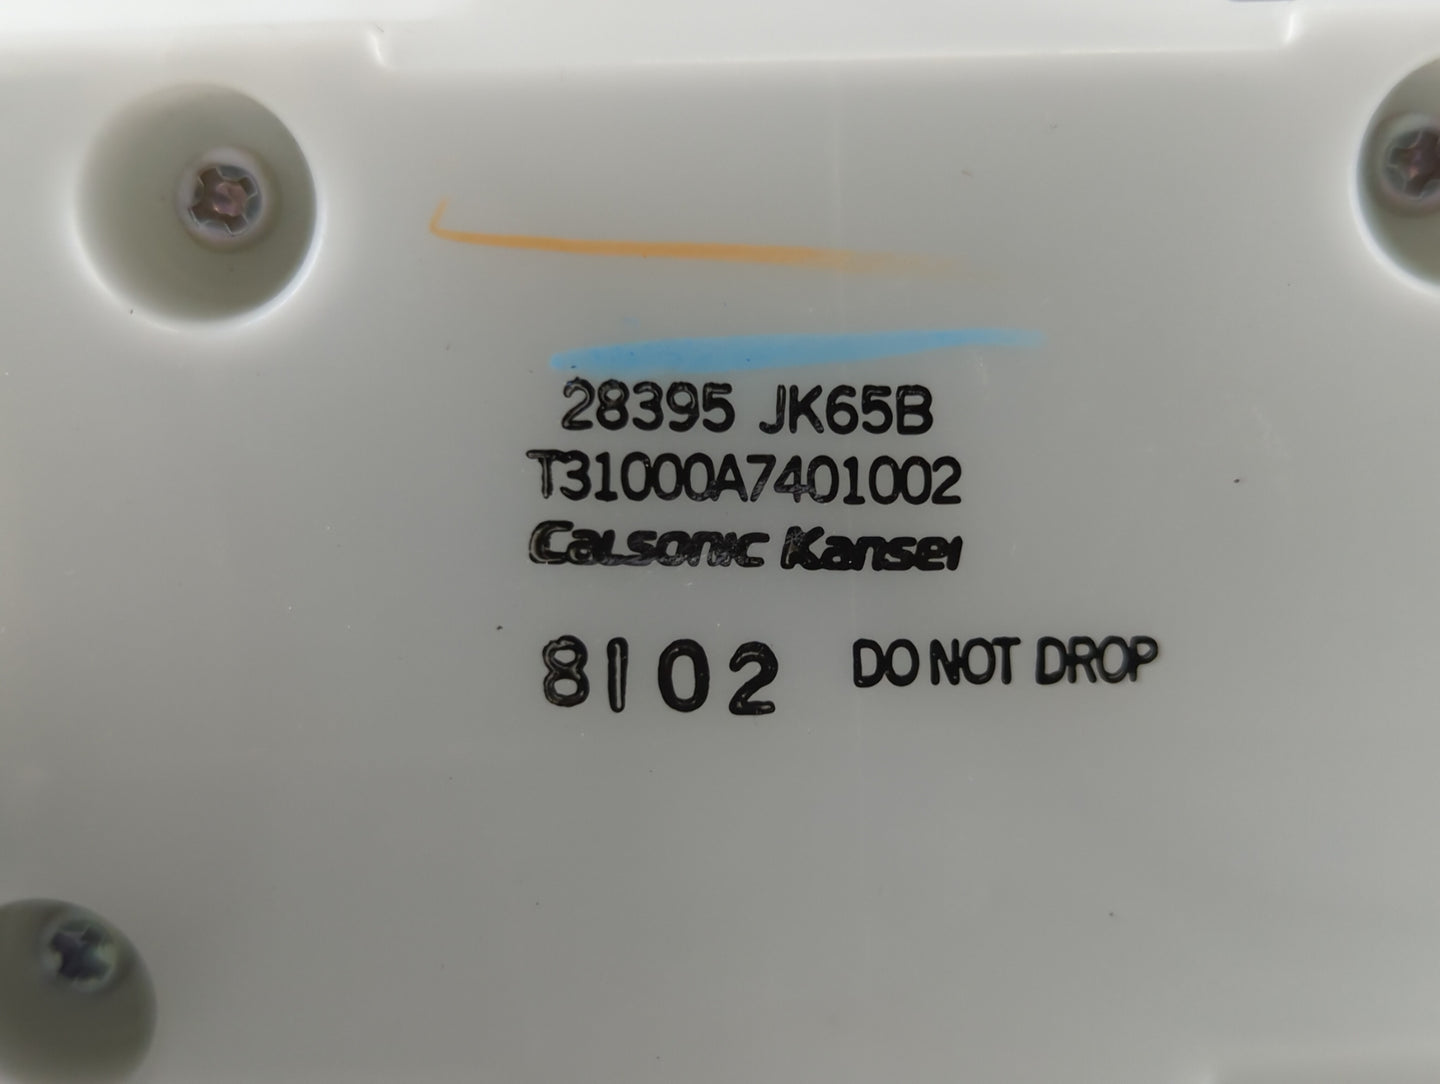 28395 JK65B
T31000A7401002
Calsonic Kansei
8102 DO NOT DROP